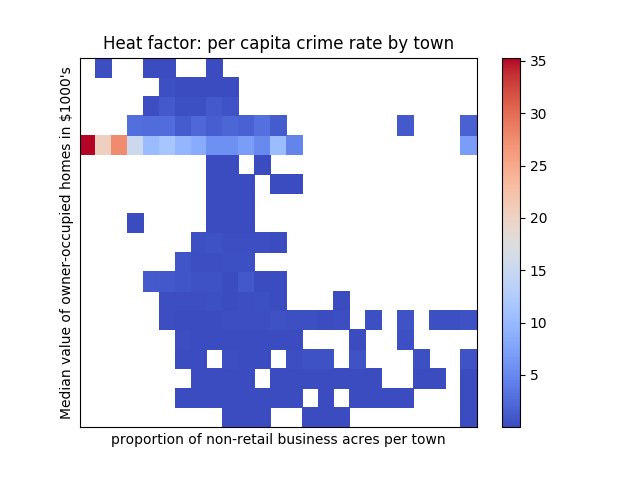 Heat factor: per capita crime rate by town
Median value of owner-occupied homes in $1000's
proportion of non-retail business acres per town
35
30
25
20
15
10
5